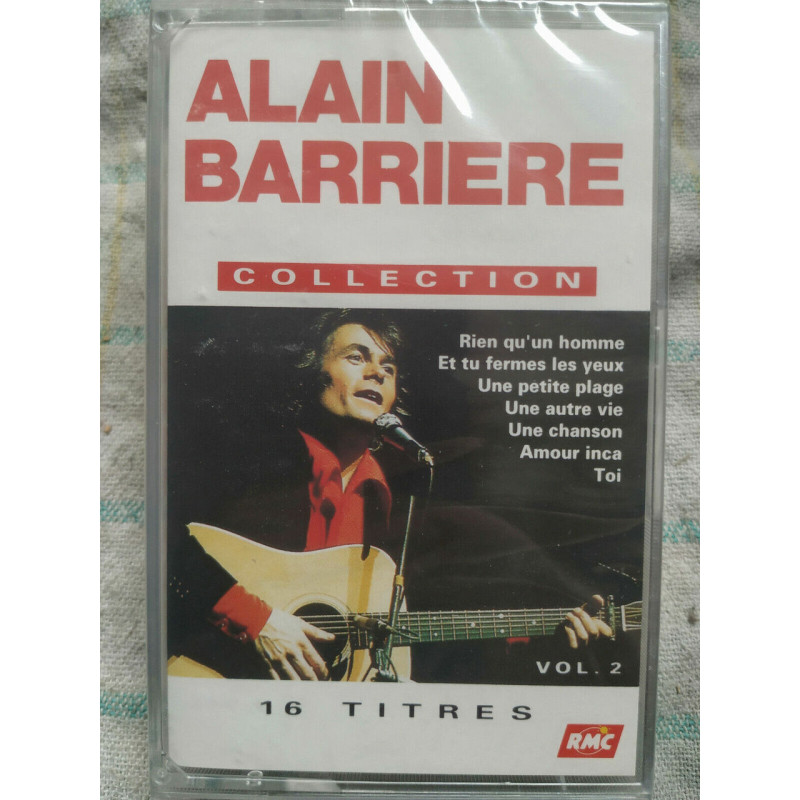 ALAIN
BARRIERE
COLLECTION
Rien qu'un homme
Et tu fermes les yeux
Une petite plage
Une autre vie
Une chanson
Amour inca
Toi
VOL. 2
16 TITRES
RMC